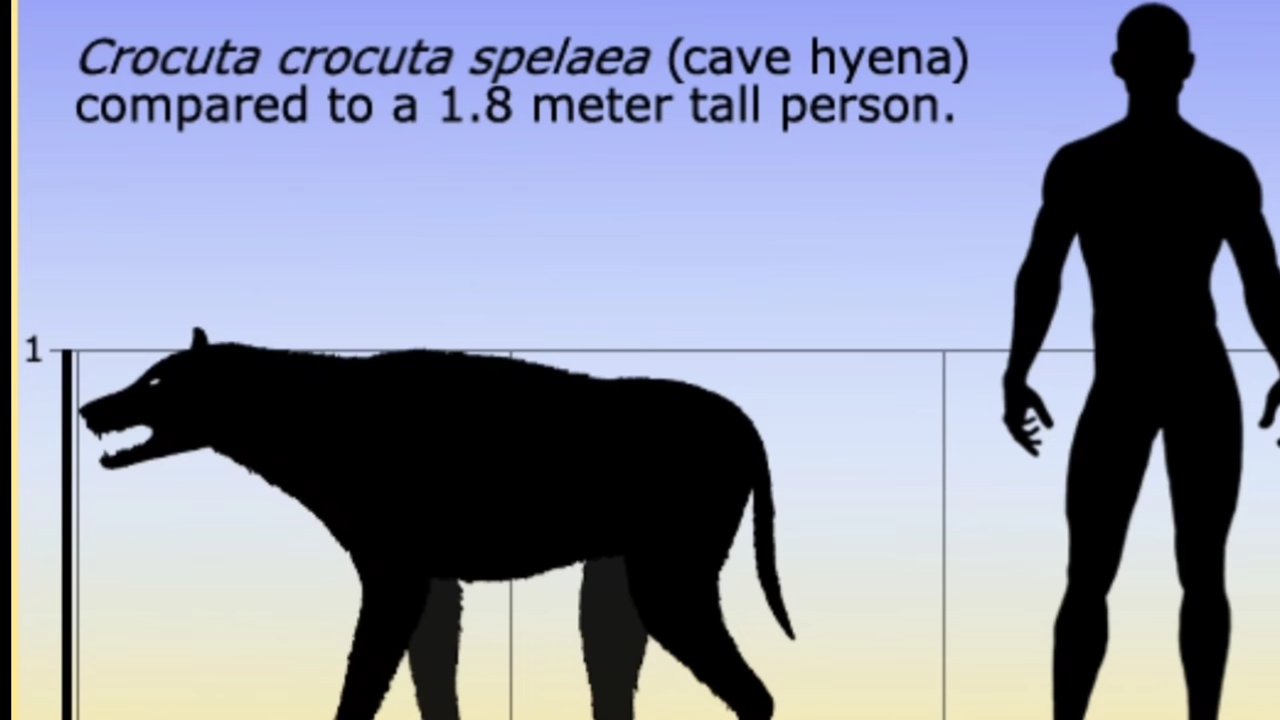 Crocuta crocuta spelaea (cave hyena)
compared to a 1.8 meter tall person.
1